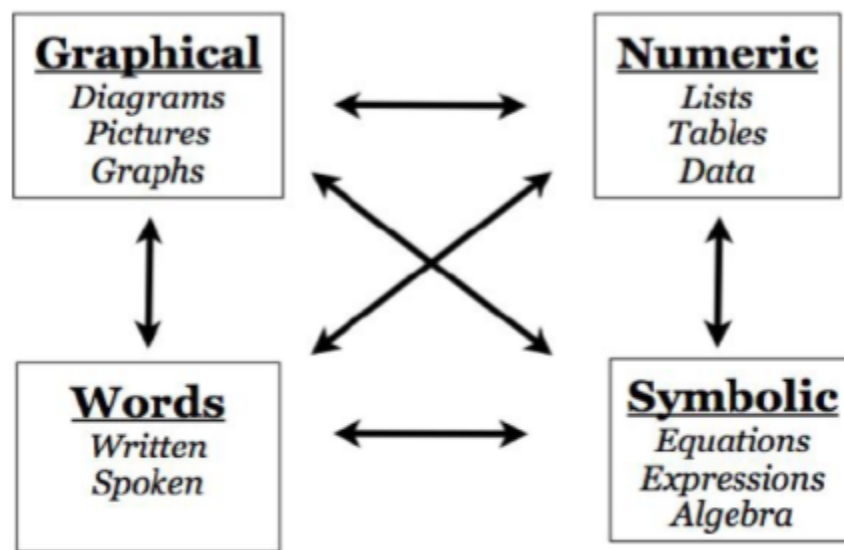 Graphical
Diagrams
Pictures
Graphs
Numeric
Lists
Tables
Data
Words
Written
Spoken
Symbolic
Equations
Expressions
Algebra